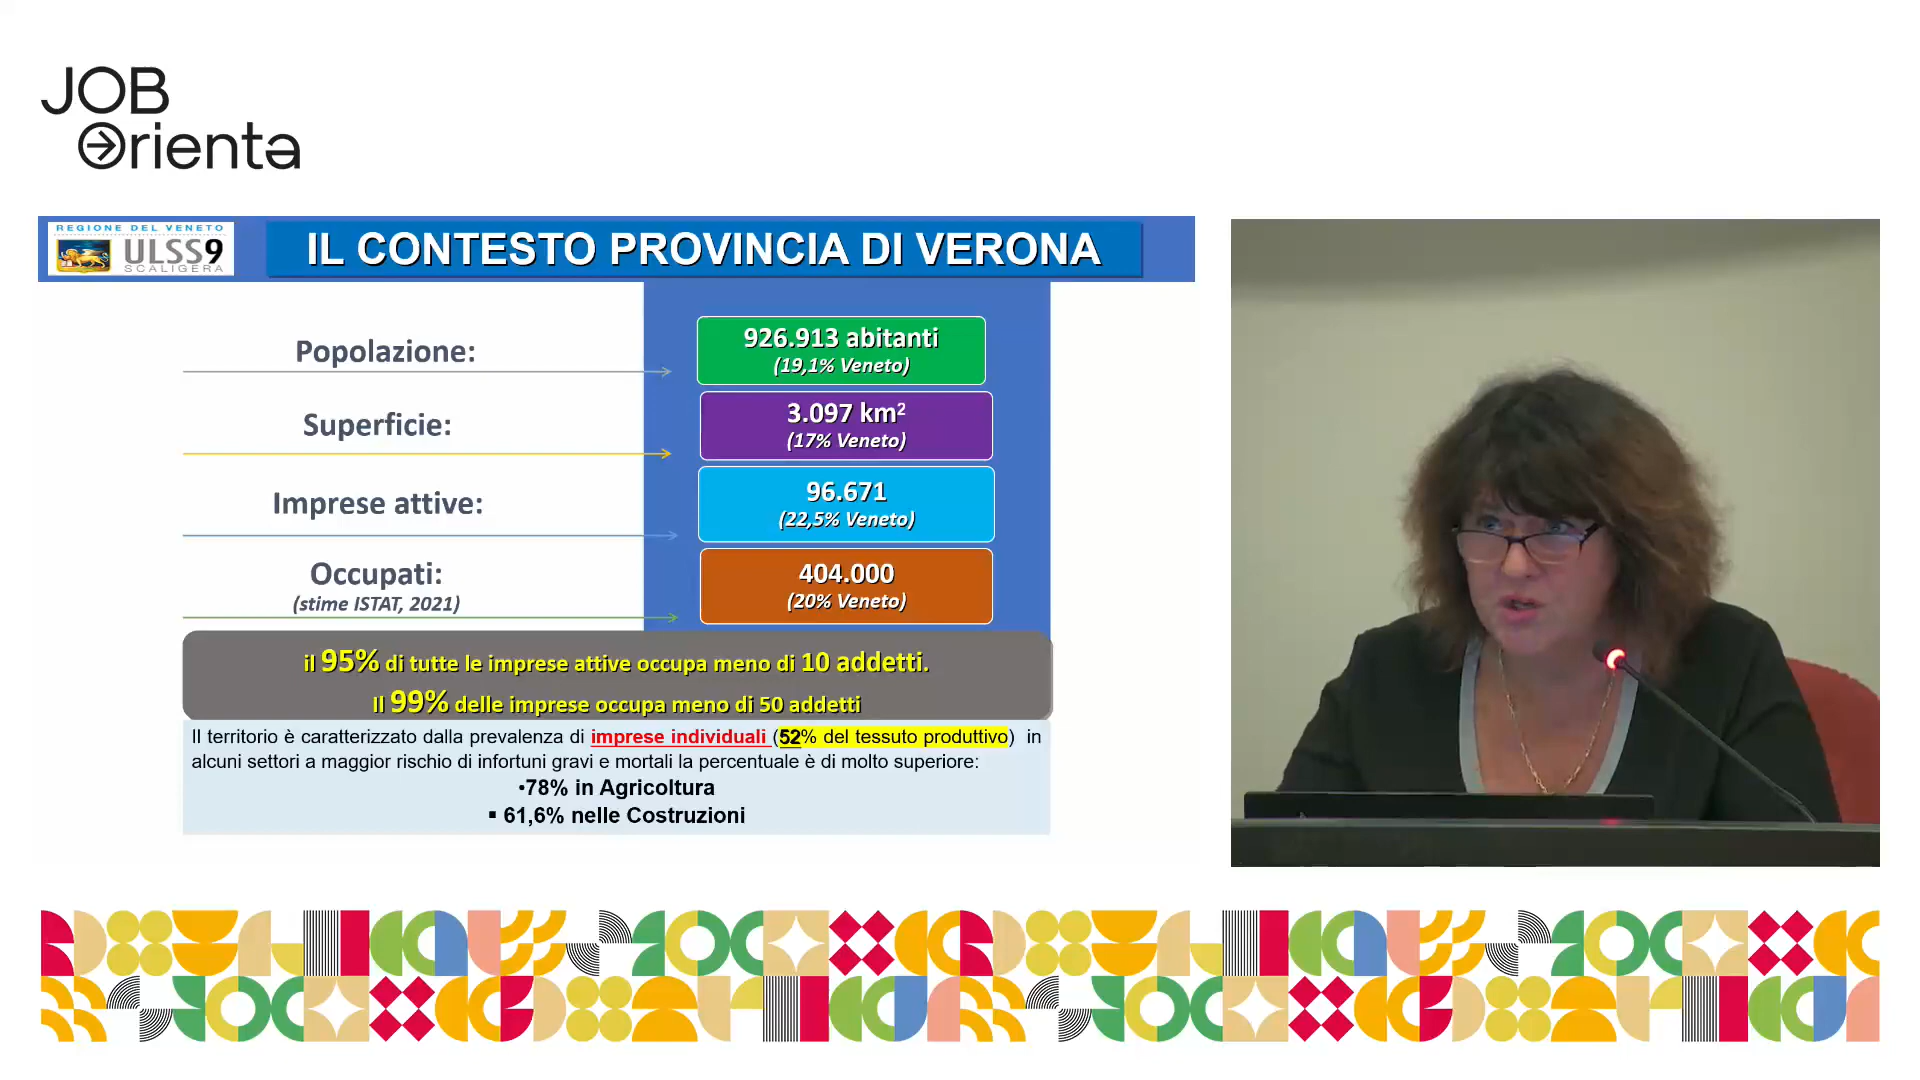 JOB
Orienta
REGIONE DEL VENETO
ULSS9
SCALIGERA
IL CONTESTO PROVINCIA DI VERONA
Popolazione:
926.913 abitanti
(19,1% Veneto)
Superficie:
3.097 km²
(17% Veneto)
Imprese attive:
96.671
(22,5% Veneto)
Occupati:
(stime ISTAT, 2021)
404.000
(20% Veneto)
il 95% di tutte le imprese attive occupa meno di 10 addetti.
Il 99% delle imprese occupa meno di 50 addetti
Il territorio è caratterizzato dalla prevalenza di imprese individuali (52% del tessuto produttivo) in
alcuni settori a maggior rischio di infortuni gravi e mortali la percentuale è di molto superiore:
•78% in Agricoltura
▪ 61,6% nelle Costruzioni